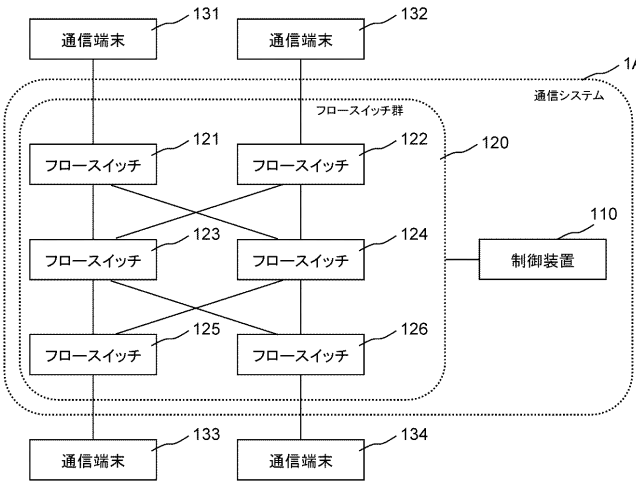 131
132
通信端末
通信端末
1A
通信システム
フロースイッチ群
121
122
120
フロースイッチ
フロースイッチ
110
123
124
フロースイッチ
フロースイッチ
制御装置
125
126
フロースイッチ
フロースイッチ
133
134
通信端末
通信端末